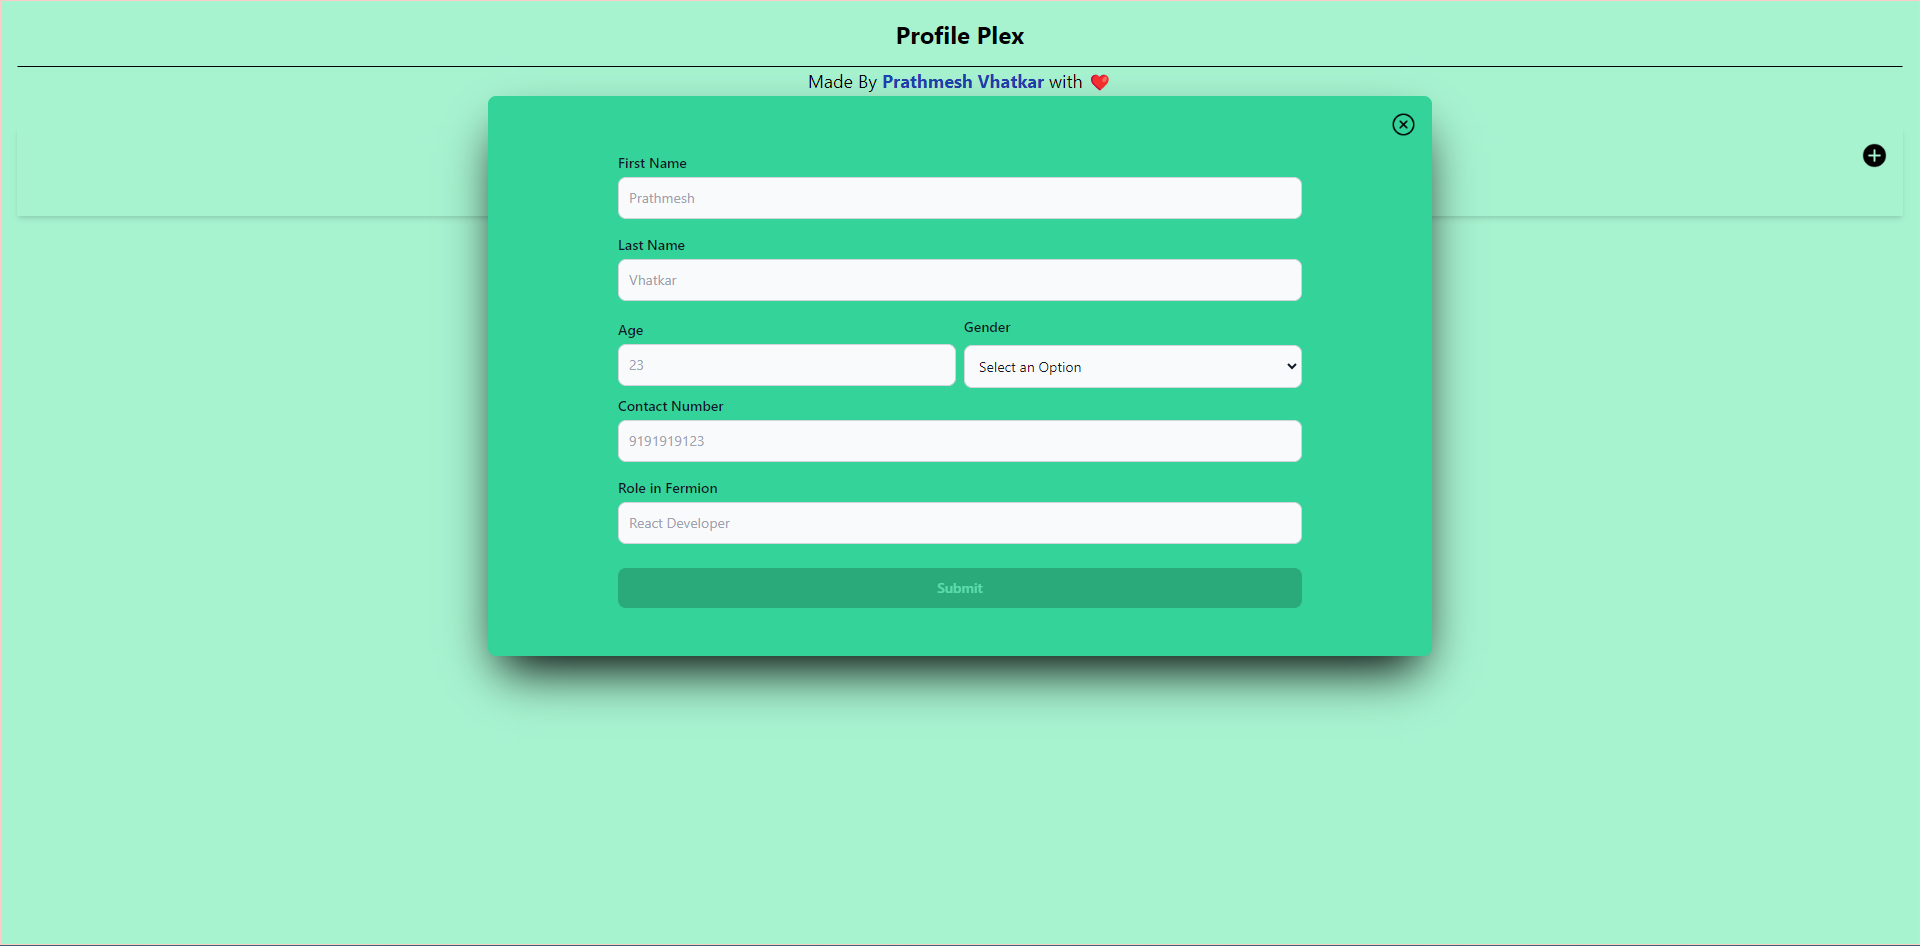 Profile Plex
Made By Prathmesh Vhatkar with ❤️
First Name
Prathmesh
Last Name
Vhatkar
Age
Gender
23
Select an Option
Contact Number
9191919123
Role in Fermion
React Developer
Submit